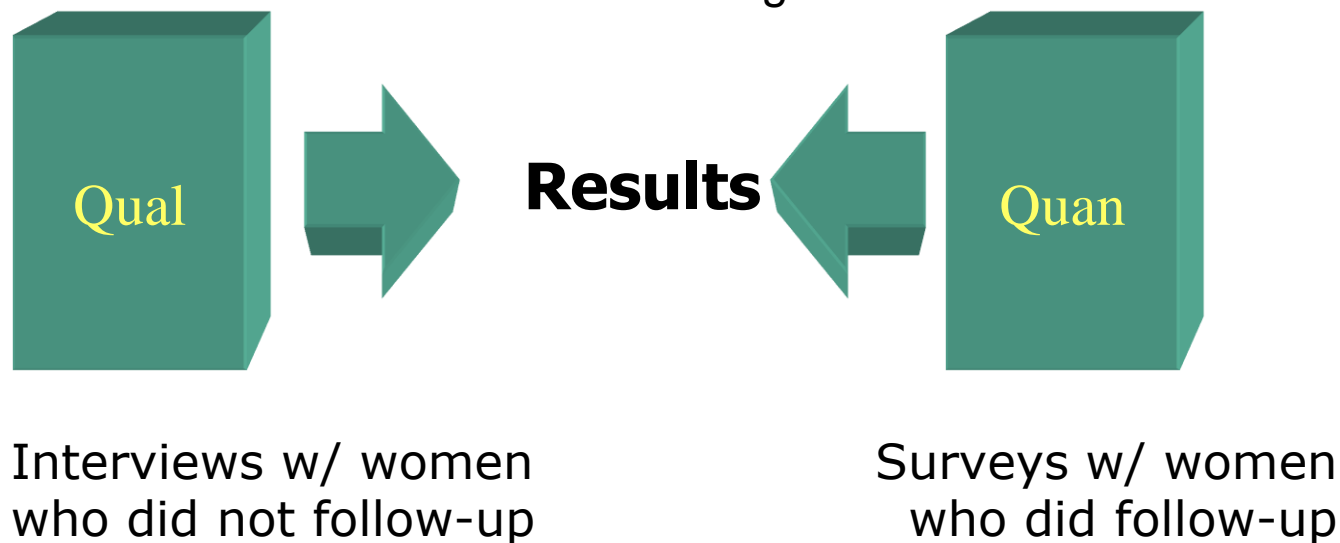 Qual
Results
Quan
Interviews w/ women
who did not follow-up
Surveys w/ women
who did follow-up